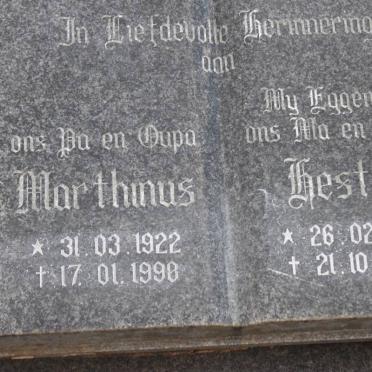 In Liefdevolle Herinnering
aan
ons Pa en Oupa
Marthinus
★ 31.03.1922
† 17.01.1998
My Eggen
ons Ma en
Hest
★ 26.02
† 21.10